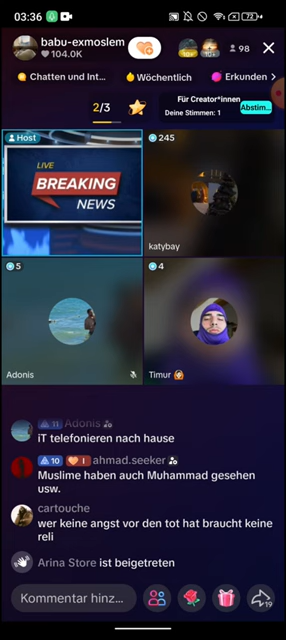 03:36
73
babu-exmoslem
104.0K
10+
10+
98
Chatten und Int...
Wöchentlich
Erkunden
2/3
Für Creator*innen
Deine Stimmen: 1
Abstim...
Host
LIVE
BREAKING
NEWS
245
katybay
5
Adonis
4
Timur
11 Adonis
iT telefonieren nach hause
10 1 ahmad.seeker
Muslime haben auch Muhammad gesehen
usw.
cartouche
wer keine angst vor den tot hat braucht keine
reli
Arina Store ist beigetreten
Kommentar hinz...
19